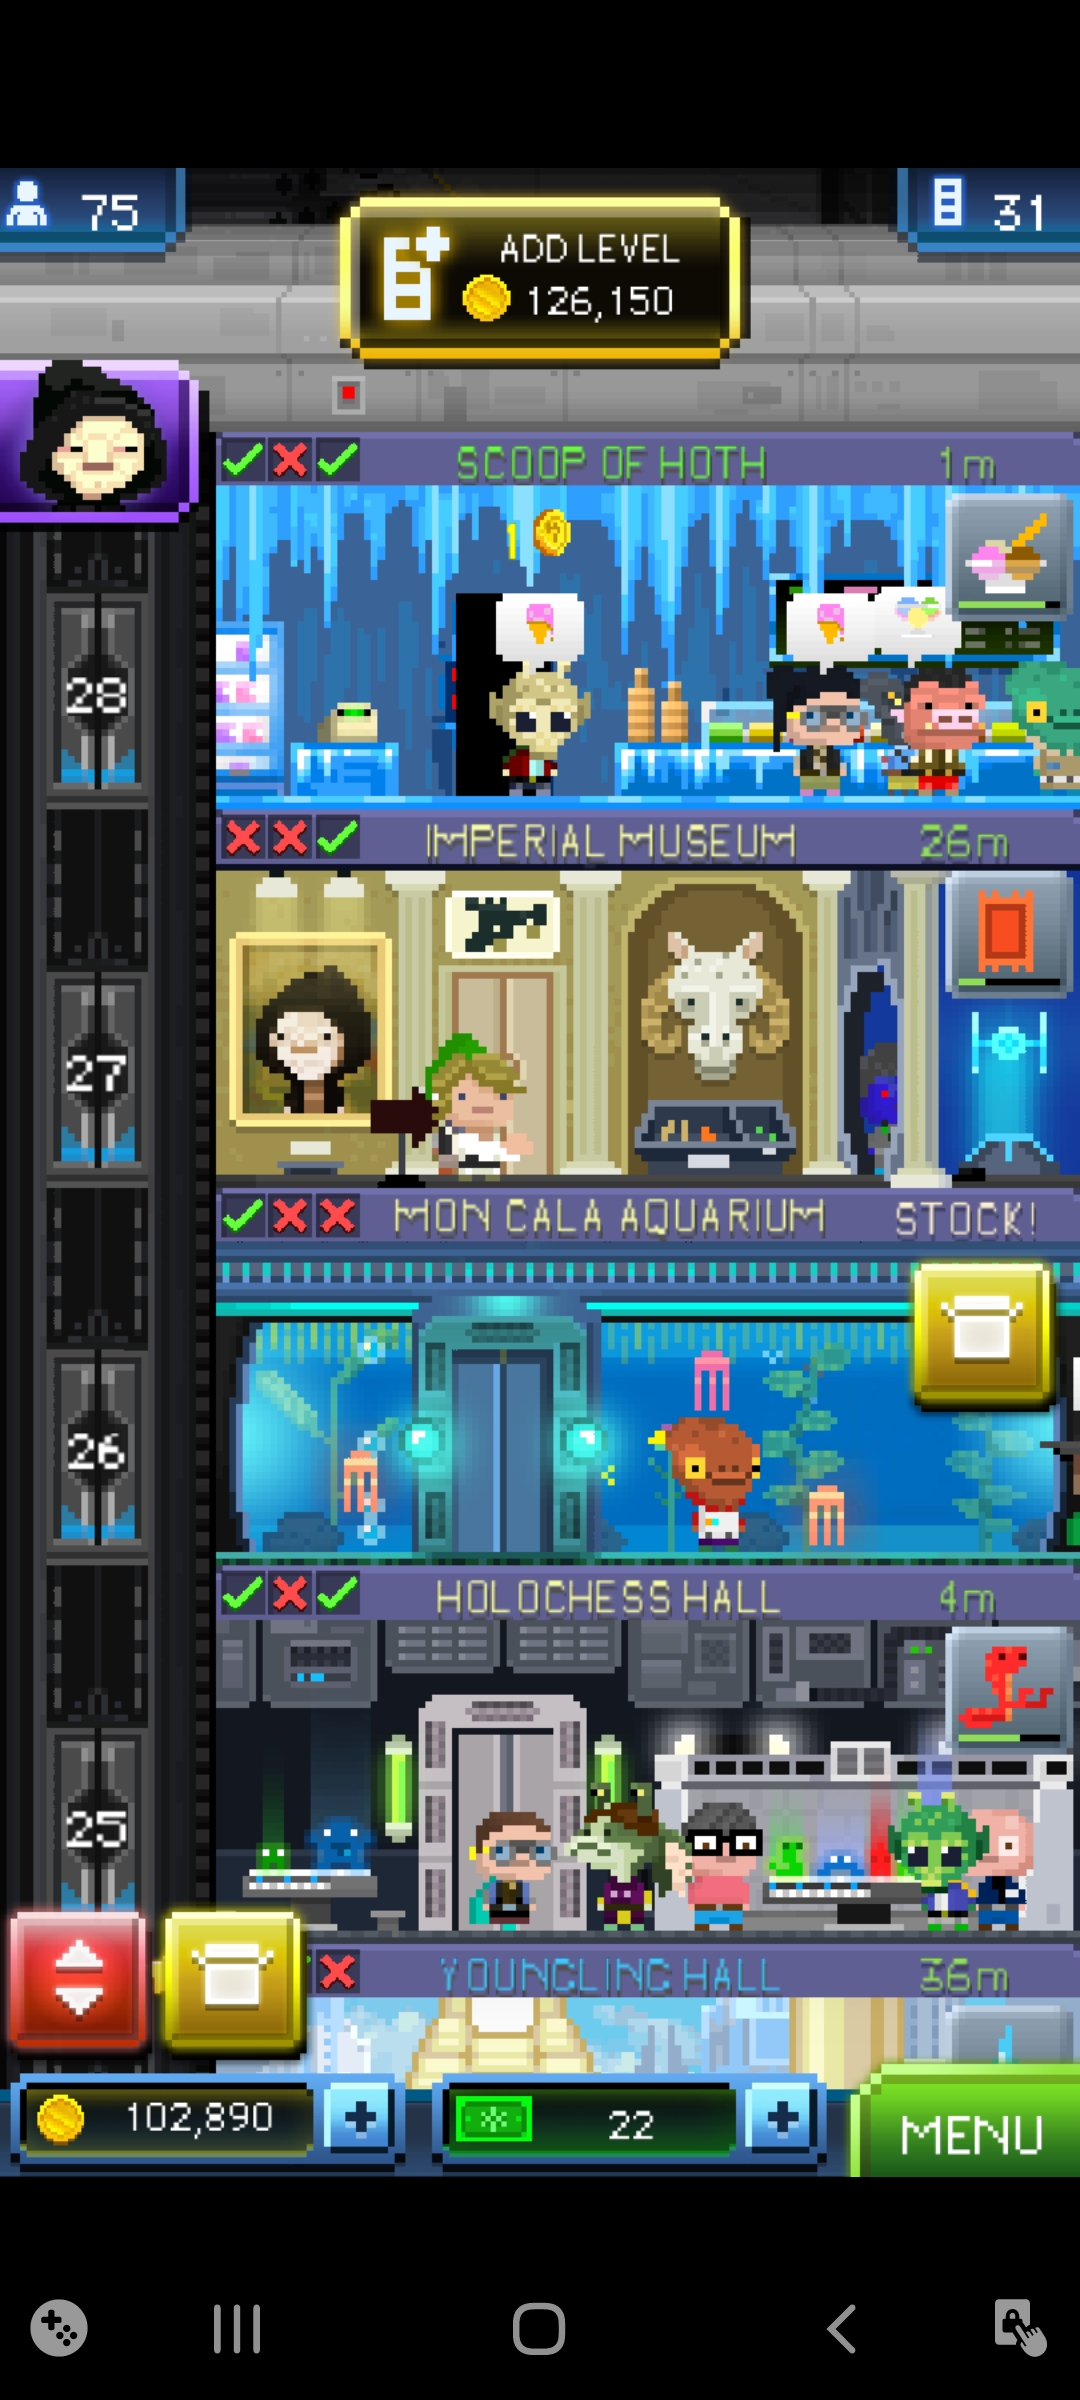 75
ADD LEVEL
126,150
31
SCOOP OF HOTH
1m
1
28
IMPERIAL MUSEUM
26m
27
MON CALA AQUARIUM
STOCK!
26
HOLOCHESS HALL
4m
25
YOUNGLING HALL
36m
102,890
22
MENU